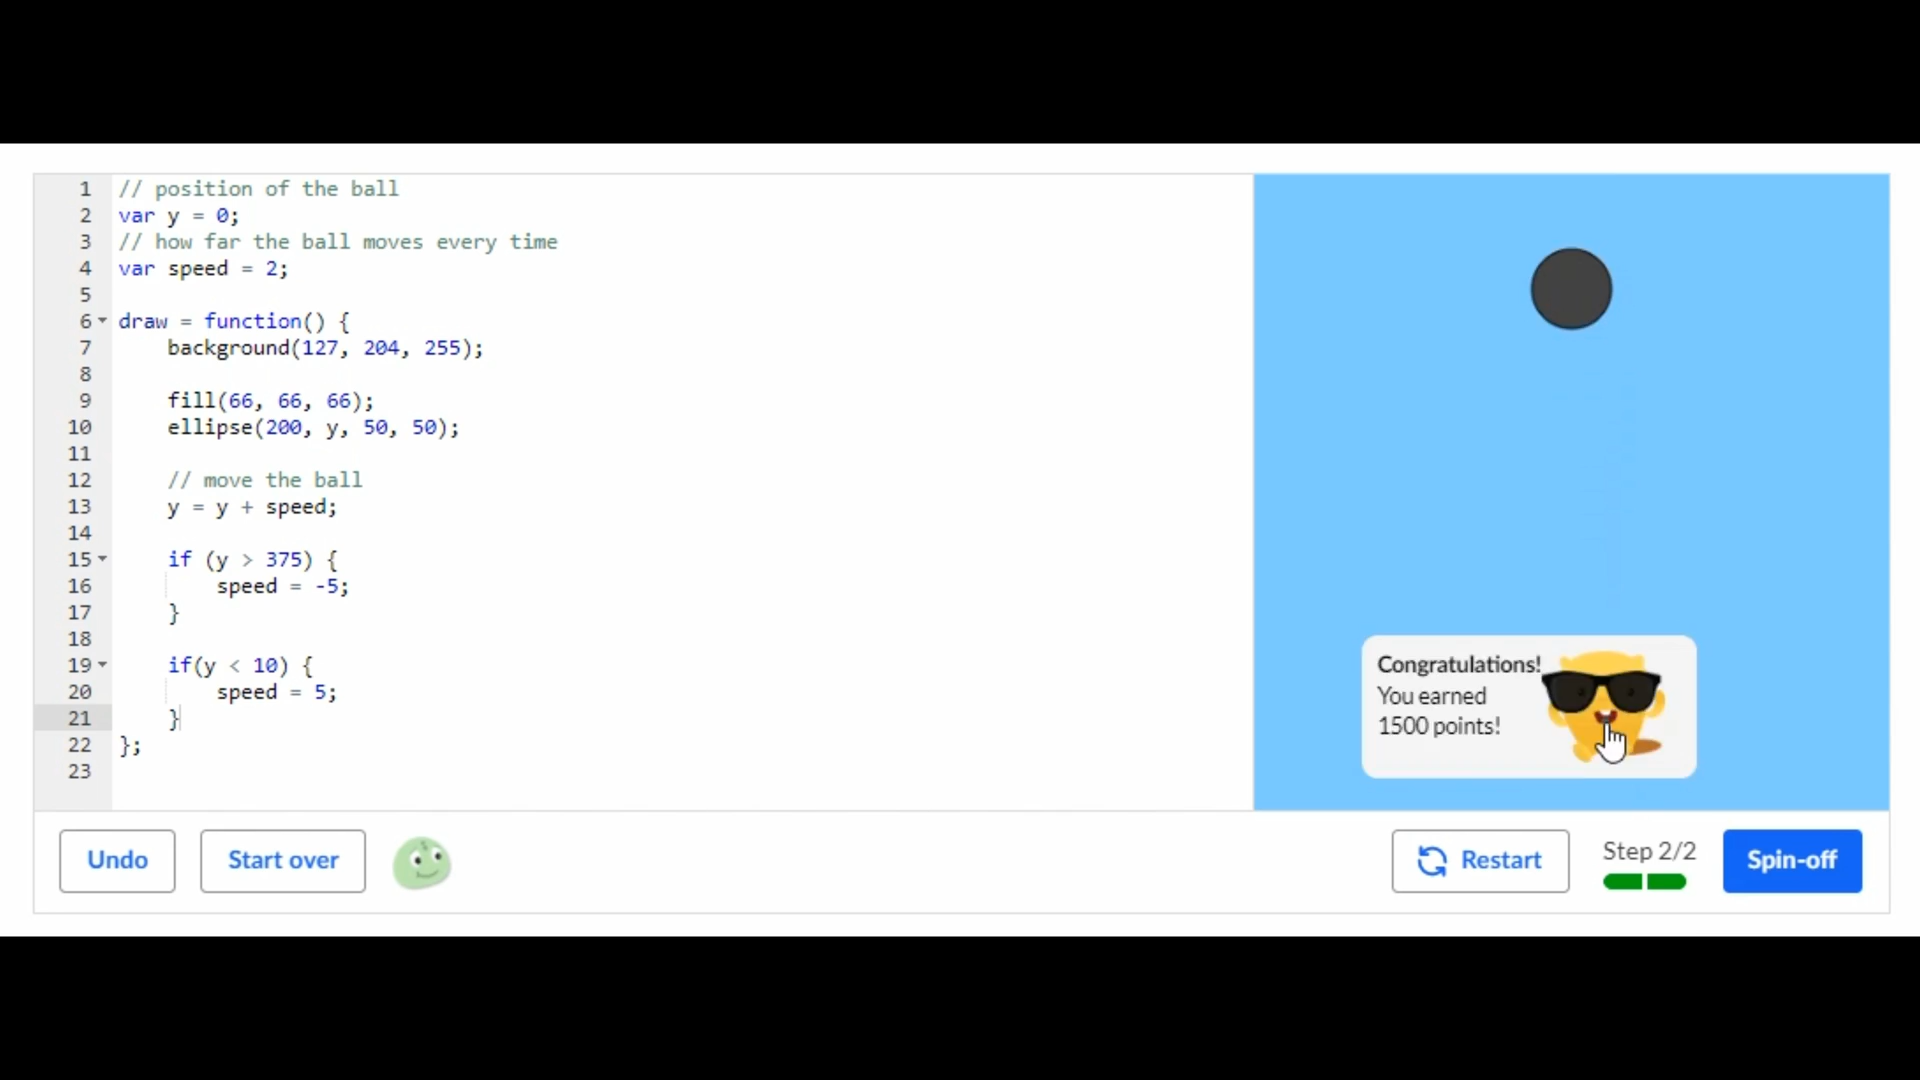 1 // position of the ball
2 var y = 0;
3 // how far the ball moves every time
4 var speed = 2;
5
6 draw = function() {
7 background(127, 204, 255);
8
9 fill(66, 66, 66);
10 ellipse(200, y, 50, 50);
11
12 // move the ball
13 y = y + speed;
14
15 if (y > 375) {
16 speed = -5;
17 }
18
19 if(y < 10) {
20 speed = 5;
21 }
22 };
23
Congratulations!
You earned
1500 points!
Undo
Start over
Restart
Step 2/2
Spin-off